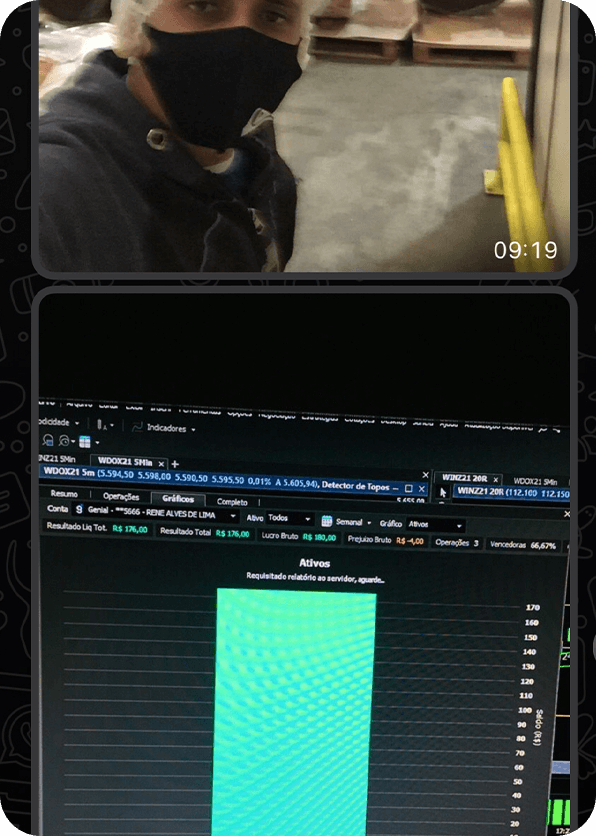 09:19
Indicadores
WDOX21 5Min
WDOX21 5m (5.594,50 5.598,00 5.590,50 5.595,50 0,01% A 5.605,94), Detector de Topos
WINZ21 20R
WDOX21 5Min
WINZ21 20R (112.100 112.150
Resumo Operações Gráficos Completo
Conta Genial - ***5666 - RENE ALVES DE LIMA Ativo Todos Semanal Gráfico Ativos
Resultado Líq Tot. R$ 176,00 Resultado Total R$ 176,00 Lucro Bruto R$ 180,00 Prejuízo Bruto R$ -4,00 Operações 3 Vencedoras 66,67%
Ativos
Requisitado relatório ao servidor, aguarde..
170
160
150
140
130
120
110
100
90
80
70
60
50
40
30
20
Saldo (R$)